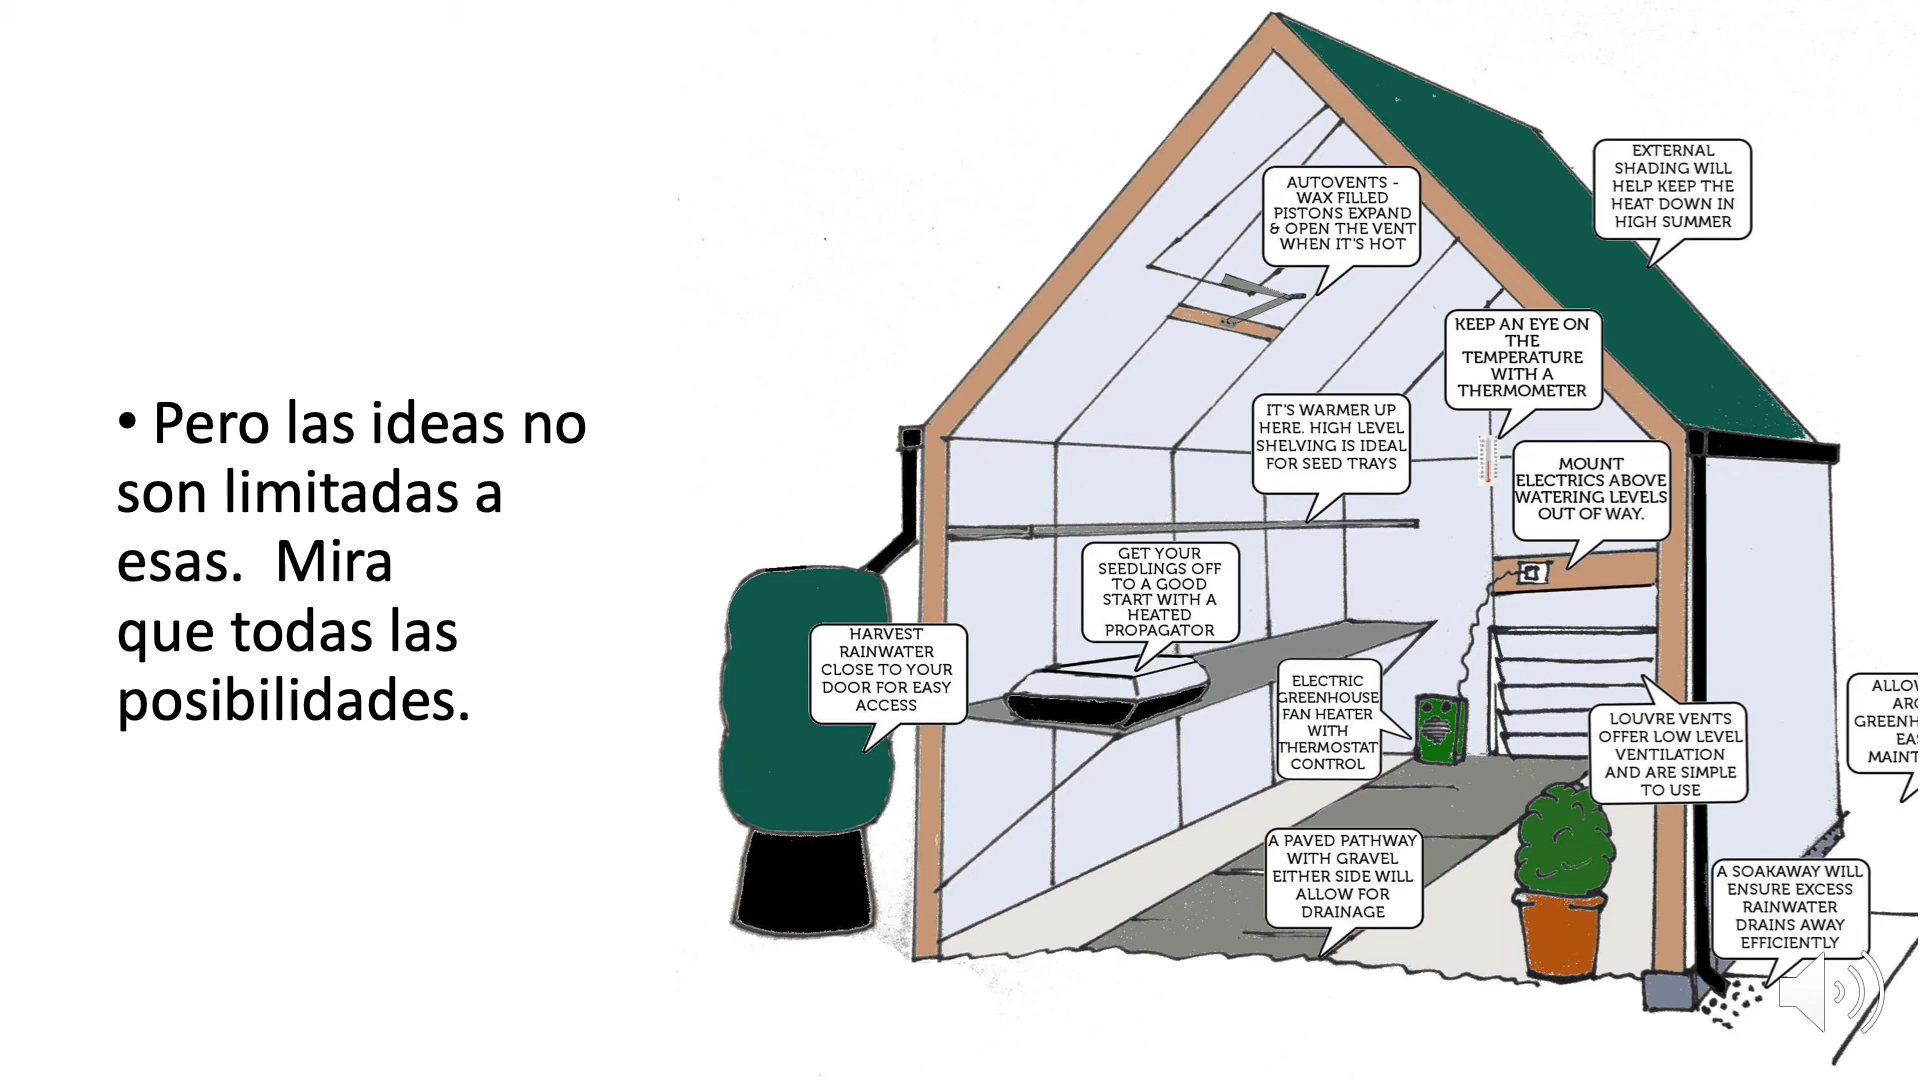 • Pero las ideas no
son limitadas a
esas.  Mira
que todas las
posibilidades.
EXTERNAL
SHADING WILL
HELP KEEP THE
HEAT DOWN IN
HIGH SUMMER
AUTOVENTS -
WAX FILLED
PISTONS EXPAND
& OPEN THE VENT
WHEN IT'S HOT
KEEP AN EYE ON
THE
TEMPERATURE
WITH A
THERMOMETER
IT'S WARMER UP
HERE. HIGH LEVEL
SHELVING IS IDEAL
FOR SEED TRAYS
MOUNT
ELECTRICS ABOVE
WATERING LEVELS
OUT OF WAY.
GET YOUR
SEEDLINGS OFF
TO A GOOD
START WITH A
HEATED
PROPAGATOR
HARVEST
RAINWATER
CLOSE TO YOUR
DOOR FOR EASY
ACCESS
ELECTRIC
GREENHOUSE
FAN HEATER
WITH
THERMOSTAT
CONTROL
LOUVRE VENTS
OFFER LOW LEVEL
VENTILATION
AND ARE SIMPLE
TO USE
A PAVED PATHWAY
WITH GRAVEL
EITHER SIDE WILL
ALLOW FOR
DRAINAGE
A SOAKAWAY WILL
ENSURE EXCESS
RAINWATER
DRAINS AWAY
EFFICIENTLY